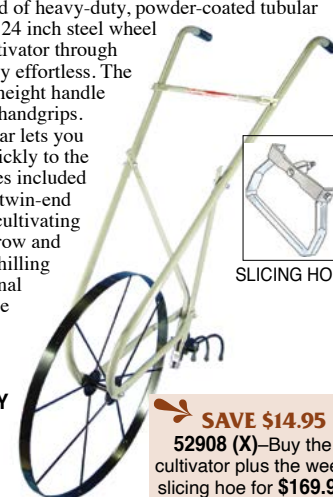 d of heavy-duty, powder-coated tubular
24 inch steel wheel
tivator through
y effortless. The
height handle
handgrips.
ar lets you
ickly to the
es included
twin-end
cultivating
row and
hilling
nal
e
SLICING HO
Y
SAVE $14.95
52908 (X)–Buy the
cultivator plus the wee
slicing hoe for $169.9